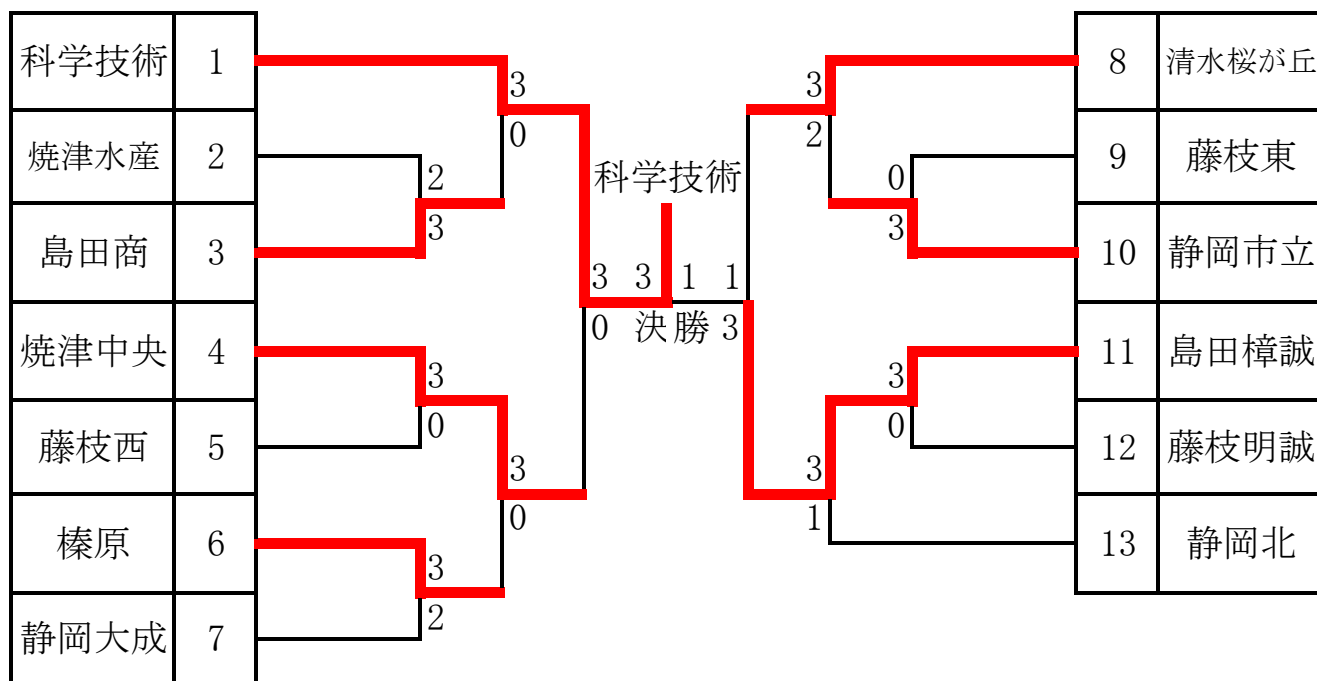 科学技術 1
焼津水産 2
島田商 3
焼津中央 4
藤枝西 5
榛原 6
静岡大成 7
3
0
2
3
3
0
3
0
3
2
3
0
科学技術
3 1
決勝
1
3
3
2
0
3
3
0
3
1
8 清水桜が丘
9 藤枝東
10 静岡市立
11 島田樟誠
12 藤枝明誠
13 静岡北